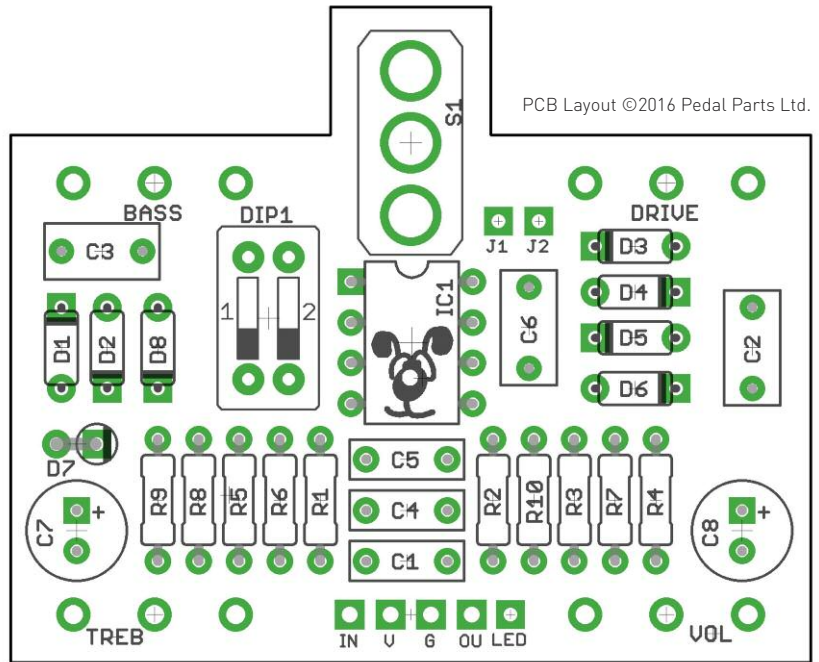 S1
PCB Layout ©2016 Pedal Parts Ltd.
BASS
DIP1
DRIVE
C3
J1 J2
D3
IC1
D4
1 2
C6
D1 D2 D8
D5
C2
D6
D7
C5
R9 R8 R5 R6 R1
R2 R10 R3 R7 R4
C7 +
C4
C8 +
C1
TREB
IN V G OU LED
VOL